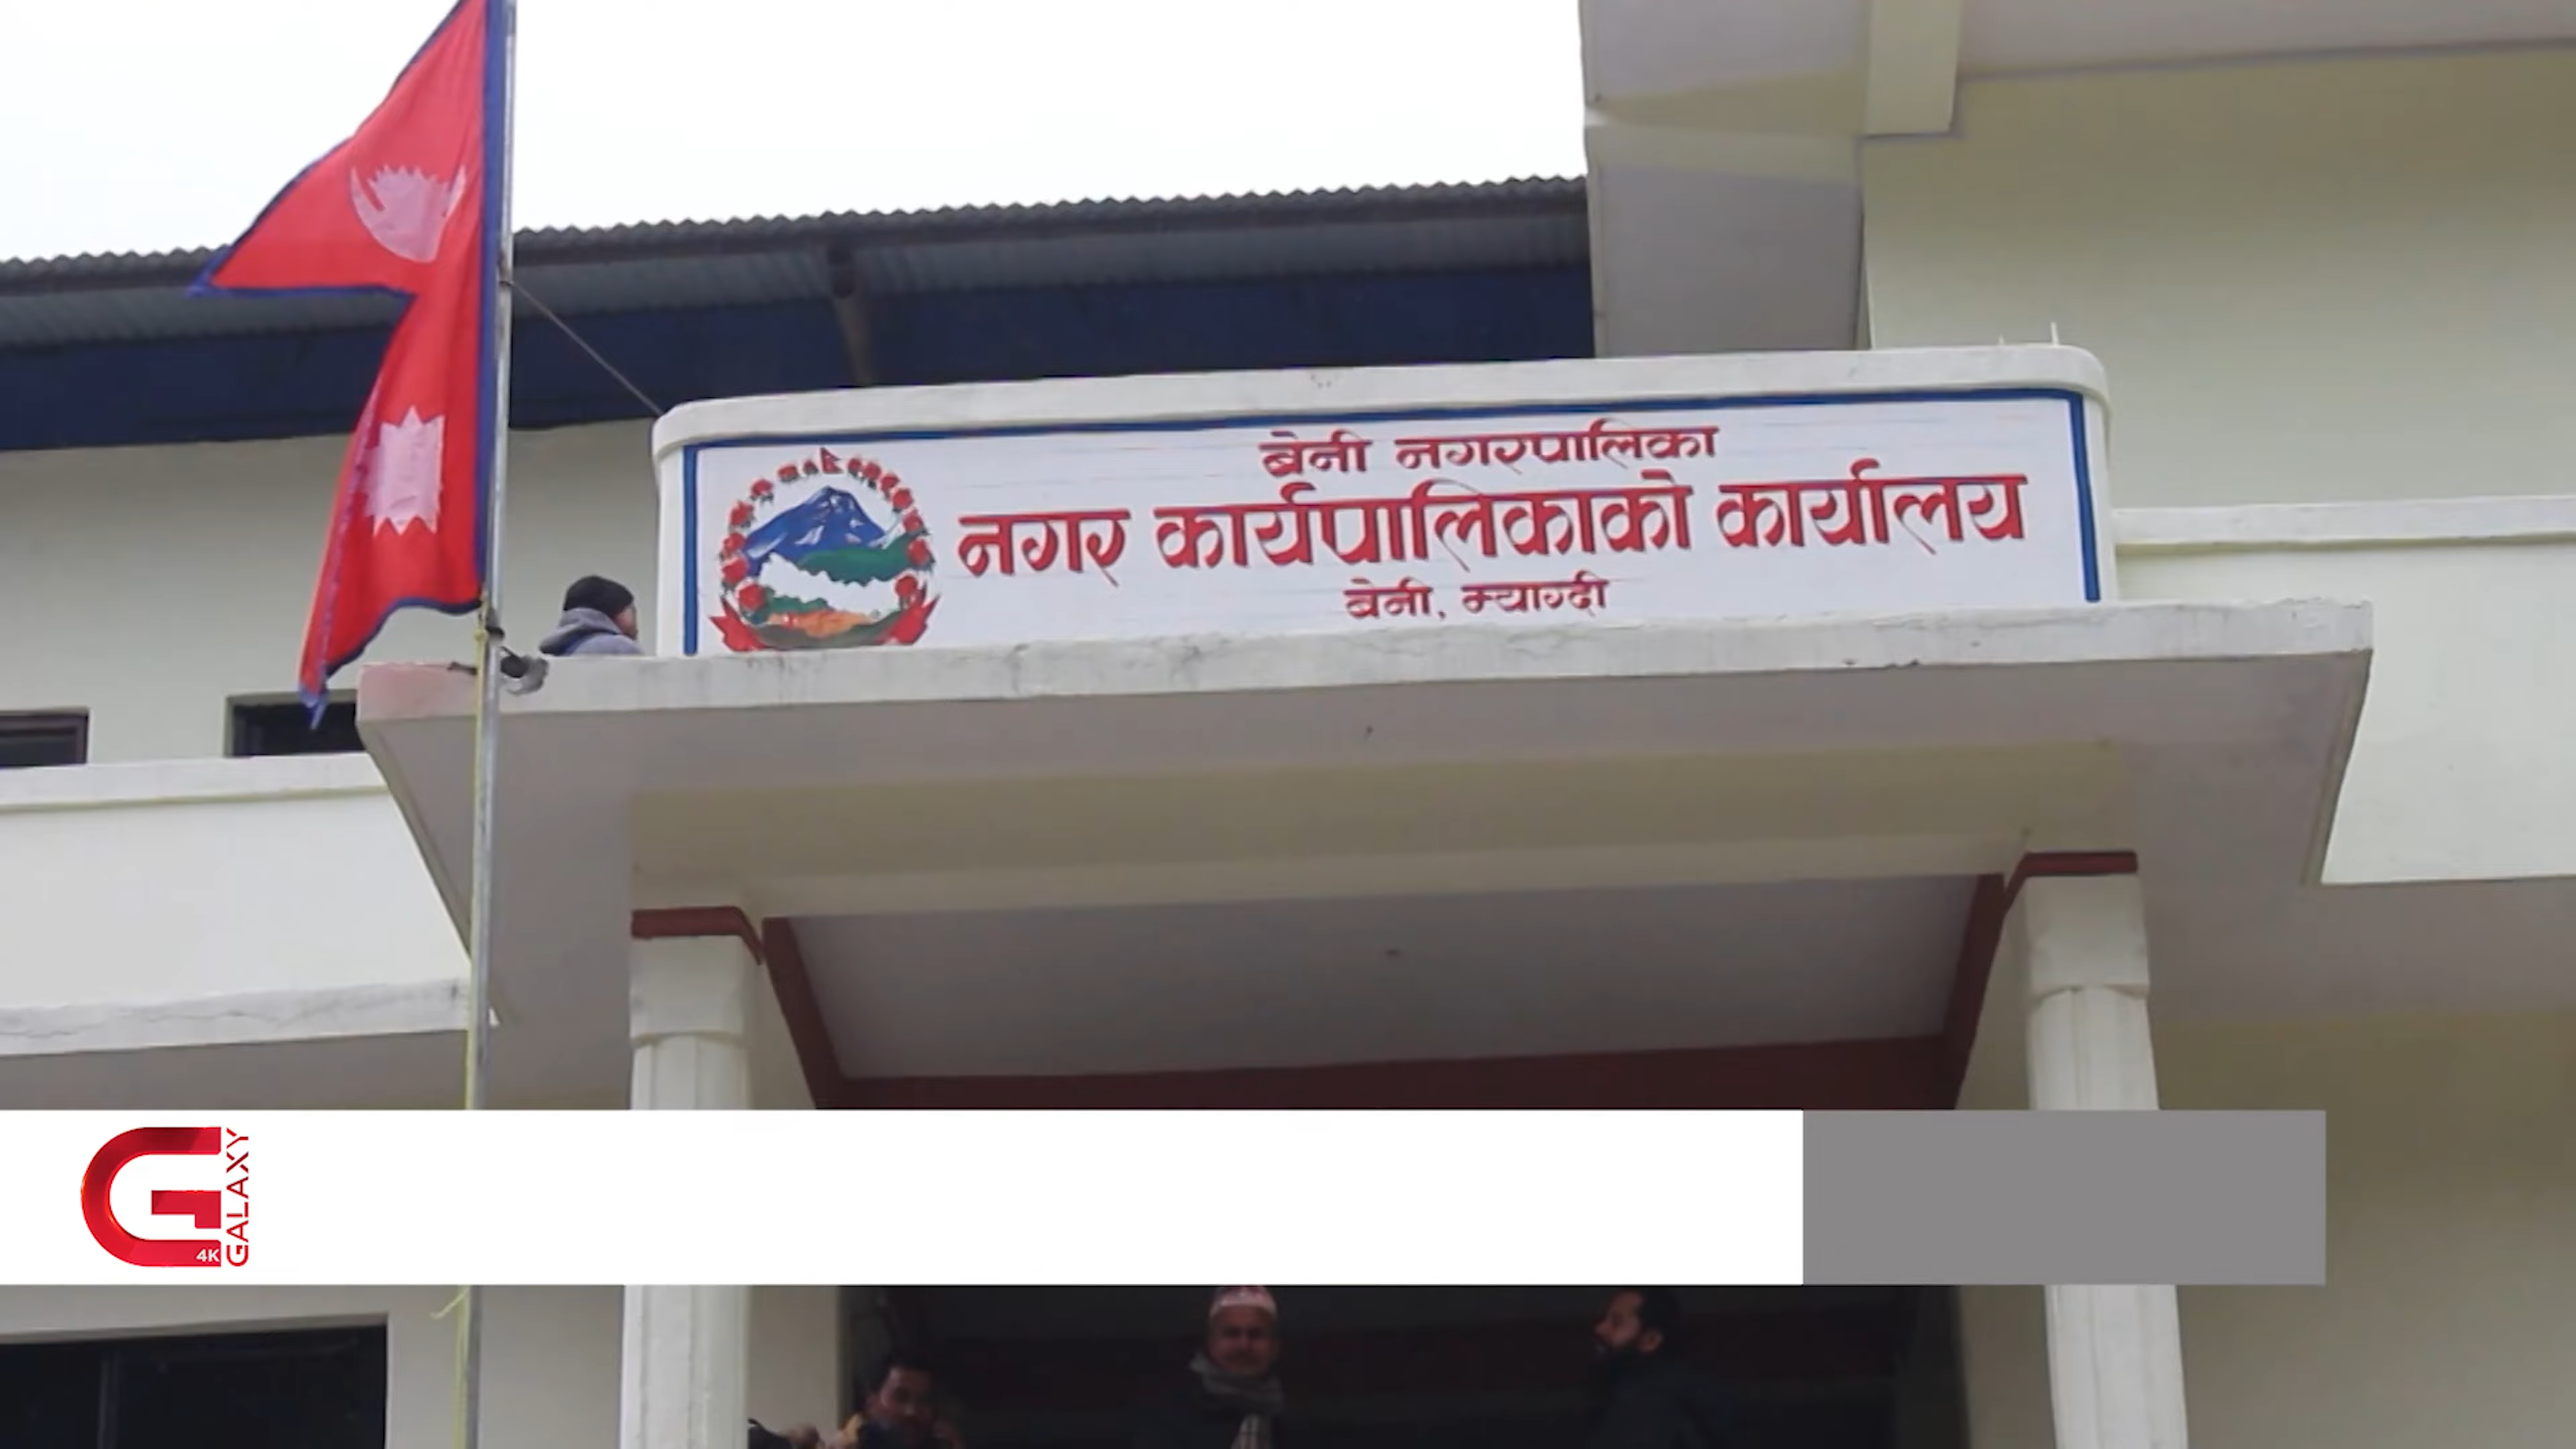 बेनी नगरपालिका
नगर कार्यपालिकाको कार्यालय
बेनी, म्याग्दी
4K
GALAXY